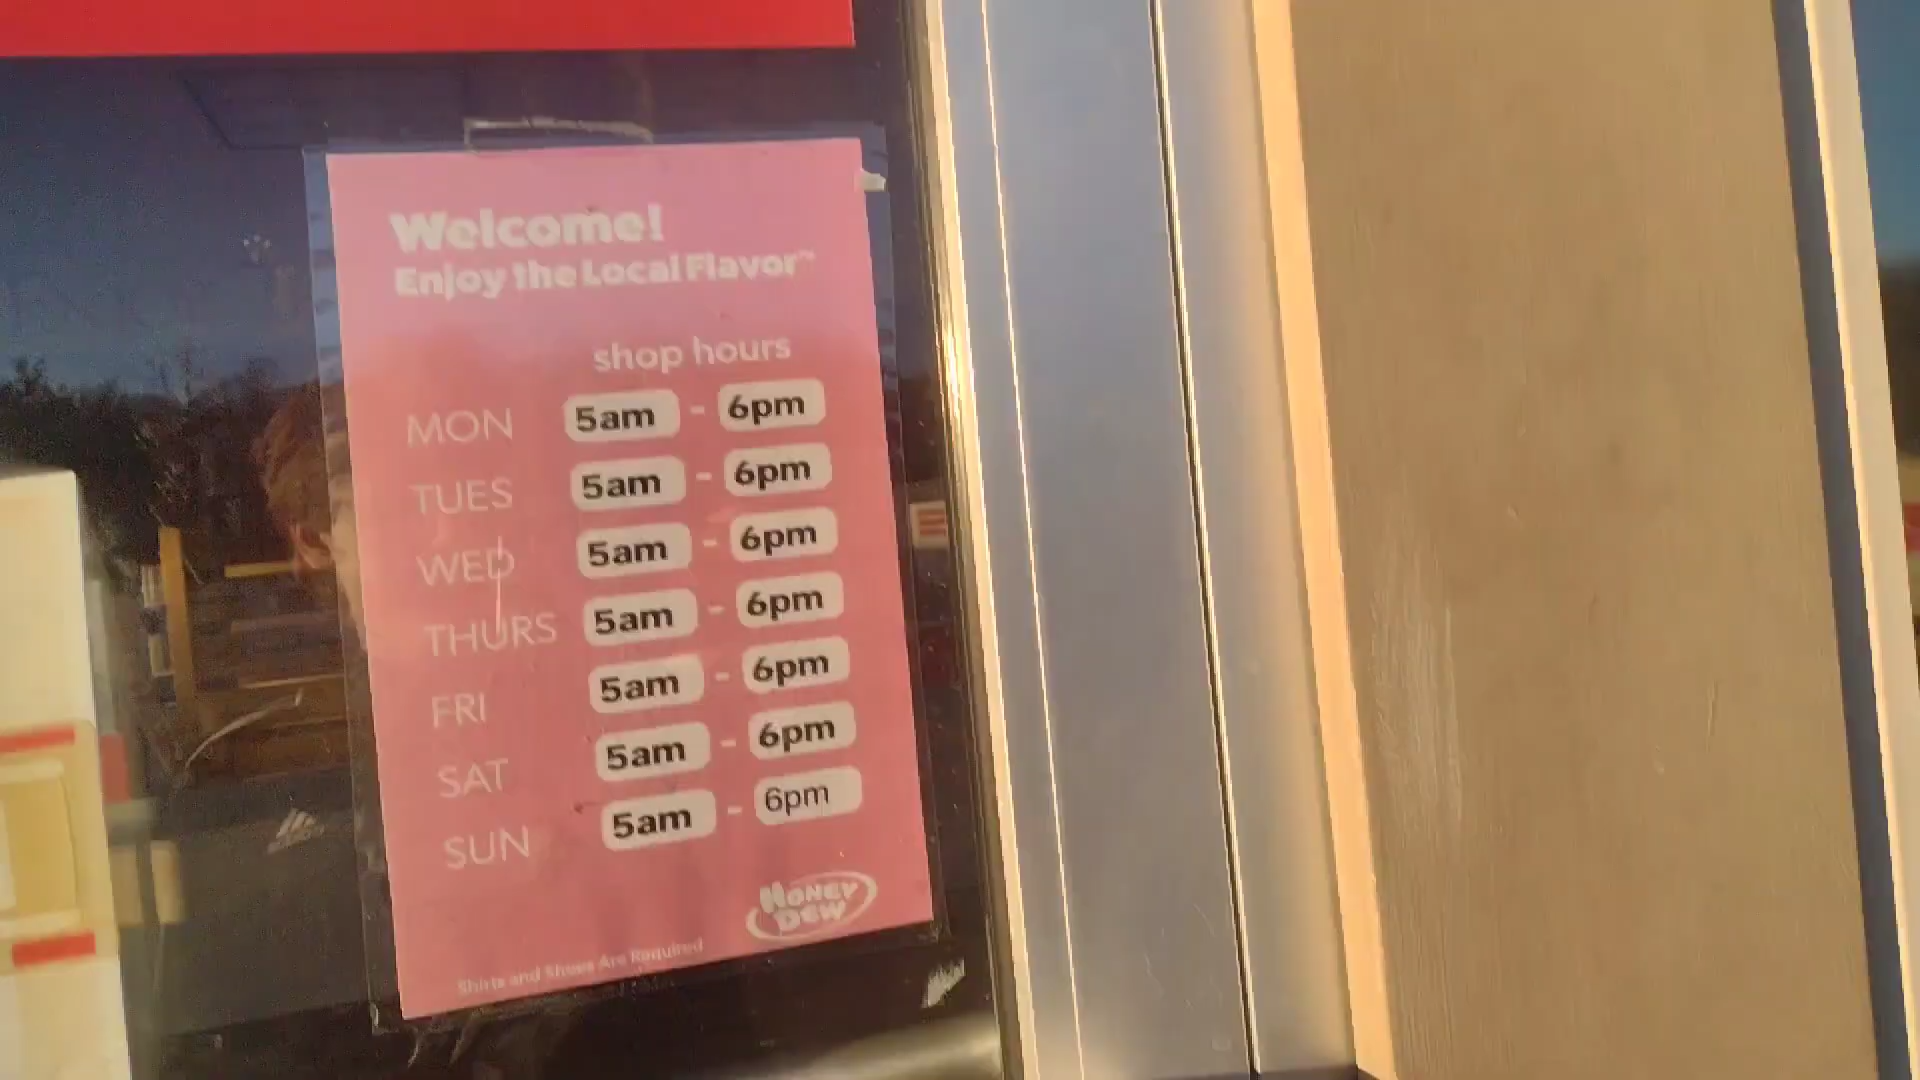 Welcome!
Enjoy the Local Flavor™
shop hours
MON 5am - 6pm
TUES 5am - 6pm
WED 5am - 6pm
THURS 5am - 6pm
FRI 5am - 6pm
SAT 5am - 6pm
SUN 5am - 6pm
HONEY
DEW
Shirts and Shoes Are Required